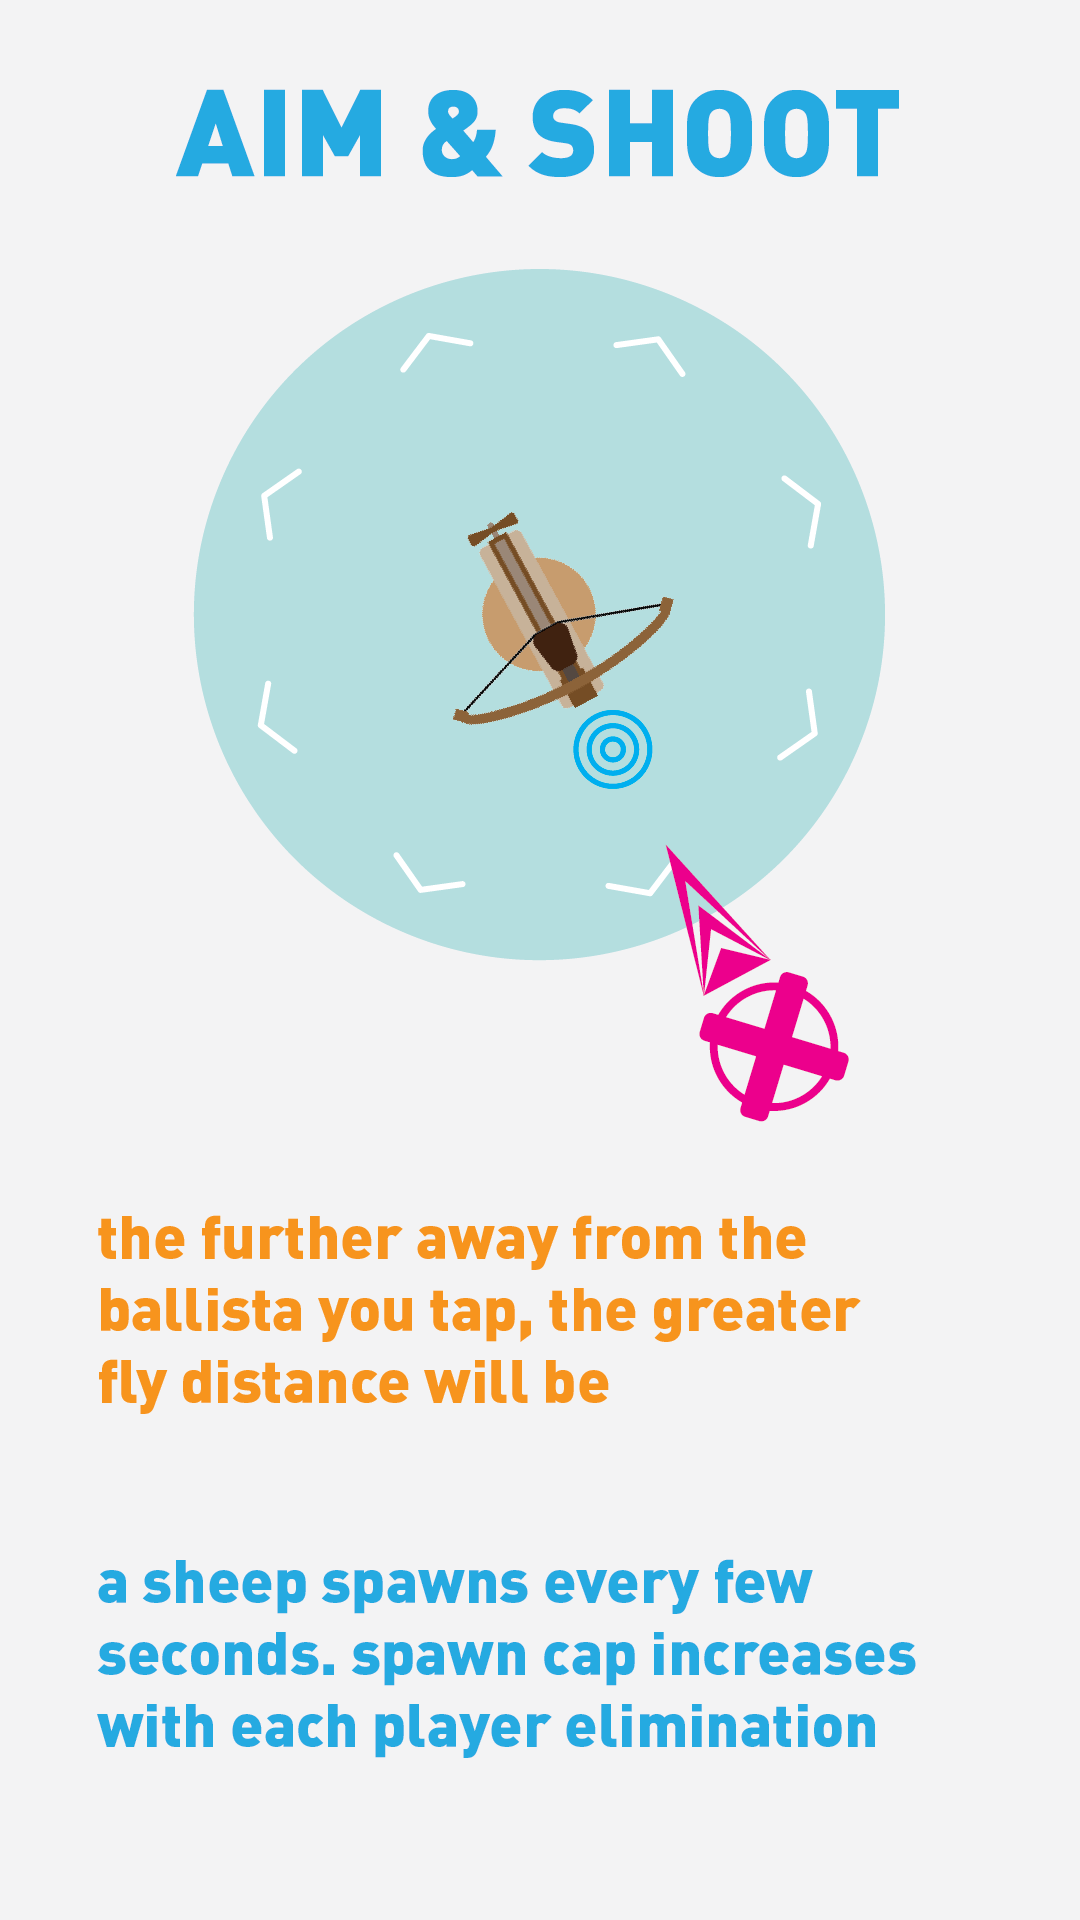 AIM & SHOOT
the further away from the
ballista you tap, the greater
fly distance will be
a sheep spawns every few
seconds. spawn cap increases
with each player elimination